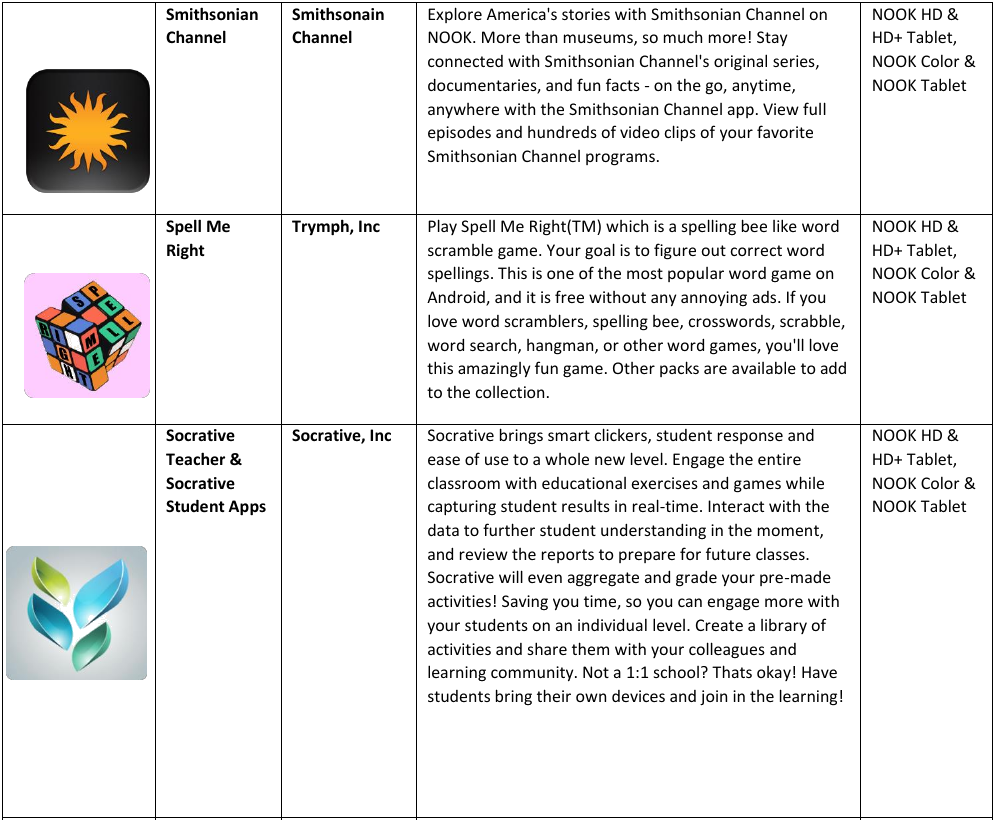 Smithsonian
Channel
Smithsonain
Channel
Explore America's stories with Smithsonian Channel on
NOOK. More than museums, so much more! Stay
connected with Smithsonian Channel's original series,
documentaries, and fun facts - on the go, anytime,
anywhere with the Smithsonian Channel app. View full
episodes and hundreds of video clips of your favorite
Smithsonian Channel programs.
NOOK HD &
HD+ Tablet,
NOOK Color &
NOOK Tablet
SPELL
ME
RIGHT
Spell Me
Right
Trymph, Inc
Play Spell Me Right(TM) which is a spelling bee like word
scramble game. Your goal is to figure out correct word
spellings. This is one of the most popular word game on
Android, and it is free without any annoying ads. If you
love word scramblers, spelling bee, crosswords, scrabble,
word search, hangman, or other word games, you'll love
this amazingly fun game. Other packs are available to add
to the collection.
NOOK HD &
HD+ Tablet,
NOOK Color &
NOOK Tablet
Socrative
Teacher &
Socrative
Student Apps
Socrative, Inc
Socrative brings smart clickers, student response and
ease of use to a whole new level. Engage the entire
classroom with educational exercises and games while
capturing student results in real-time. Interact with the
data to further student understanding in the moment,
and review the reports to prepare for future classes.
Socrative will even aggregate and grade your pre-made
activities! Saving you time, so you can engage more with
your students on an individual level. Create a library of
activities and share them with your colleagues and
learning community. Not a 1:1 school? Thats okay! Have
students bring their own devices and join in the learning!
NOOK HD &
HD+ Tablet,
NOOK Color &
NOOK Tablet